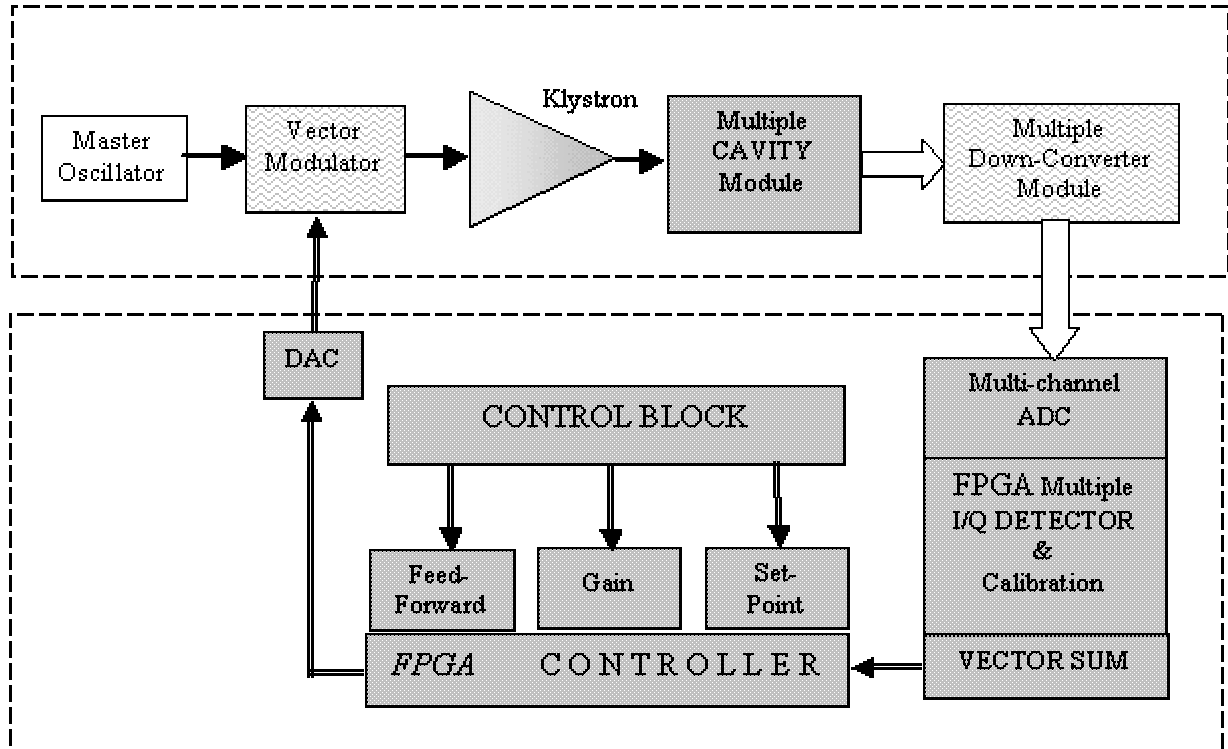 Klystron
Master
Oscillator
Vector
Modulator
Multiple
CAVITY
Module
Multiple
Down-Converter
Module
DAC
CONTROL BLOCK
Multi-channel
ADC
FPGA Multiple
I/Q DETECTOR
&
Calibration
Feed-
Forward
Gain
Set-
Point
FPGA CONTROLLER
VECTOR SUM